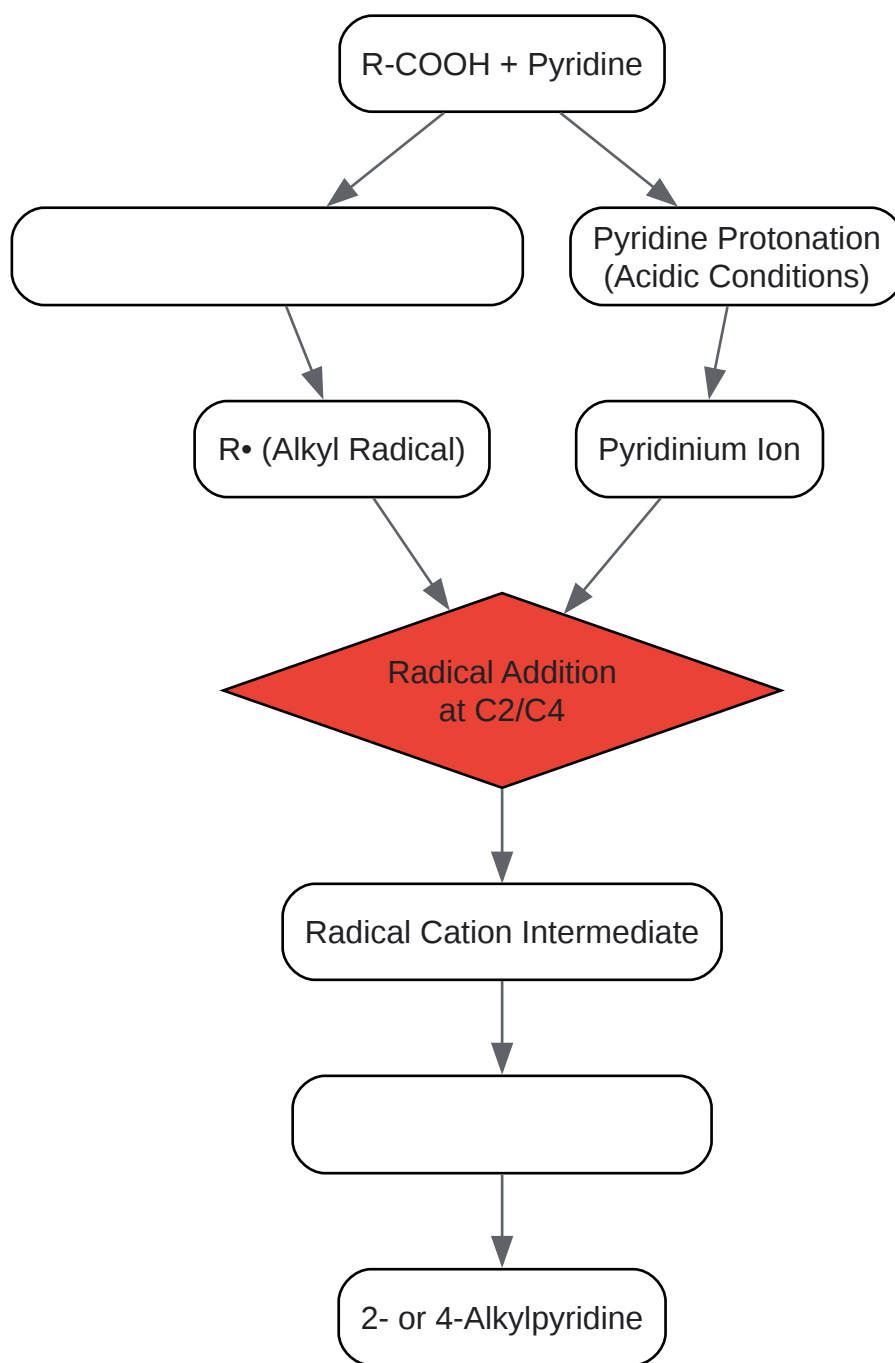 R-COOH + Pyridine
Pyridine Protonation
(Acidic Conditions)
R• (Alkyl Radical)
Pyridinium Ion
Radical Addition
at C2/C4
Radical Cation Intermediate
2- or 4-Alkylpyridine